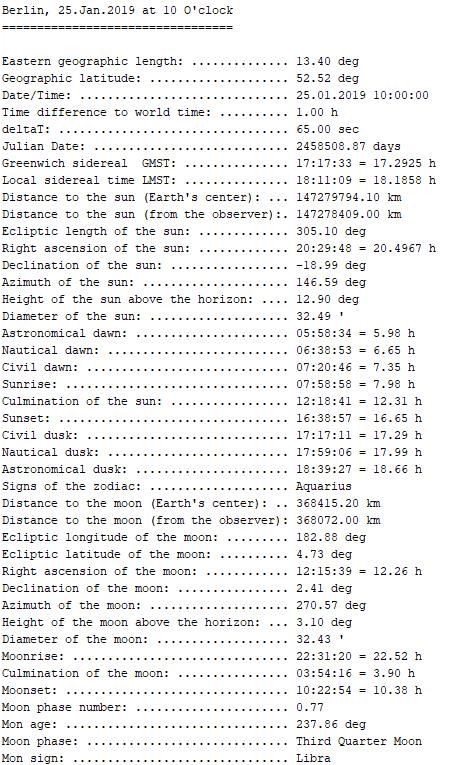 Berlin, 25.Jan.2019 at 10 O'clock
=================================
Eastern geographic length: .............. 13.40 deg
Geographic latitude: .................... 52.52 deg
Date/Time: .............................. 25.01.2019 10:00:00
Time difference to world time: .......... 1.00 h
deltaT: ................................. 65.00 sec
Julian Date: ............................ 2458508.87 days
Greenwich sidereal  GMST: ............... 17:17:33 = 17.2925 h
Local sidereal time LMST: ............... 18:11:09 = 18.1858 h
Distance to the sun (Earth's center): ... 147279794.10 km
Distance to the sun (from the observer):. 147278409.00 km
Ecliptic length of the sun: ............. 305.10 deg
Right ascension of the sun: ............. 20:29:48 = 20.4967 h
Declination of the sun: ................. -18.99 deg
Azimuth of the sun: ..................... 146.59 deg
Height of the sun above the horizon: .... 12.90 deg
Diameter of the sun: .................... 32.49 '
Astronomical dawn: ...................... 05:58:34 = 5.98 h
Nautical dawn: .......................... 06:38:53 = 6.65 h
Civil dawn: ............................. 07:20:46 = 7.35 h
Sunrise: ................................ 07:58:58 = 7.98 h
Culmination of the sun: ................. 12:18:41 = 12.31 h
Sunset: ................................. 16:38:57 = 16.65 h
Civil dusk: ............................. 17:17:11 = 17.29 h
Nautical dusk: .......................... 17:59:06 = 17.99 h
Astronomical dusk: ...................... 18:39:27 = 18.66 h
Signs of the zodiac: .................... Aquarius
Distance to the moon (Earth's center): .. 368415.20 km
Distance to the moon (from the observer): 368072.00 km
Ecliptic longitude of the moon: ......... 182.88 deg
Ecliptic latitude of the moon: .......... 4.73 deg
Right ascension of the moon: ............ 12:15:39 = 12.26 h
Declination of the moon: ................ 2.41 deg
Azimuth of the moon: .................... 270.57 deg
Height of the moon above the horizon: ... 3.10 deg
Diameter of the moon: ................... 32.43 '
Moonrise: ............................... 22:31:20 = 22.52 h
Culmination of the moon: ................ 03:54:16 = 3.90 h
Moonset: ................................ 10:22:54 = 10.38 h
Moon phase number: ...................... 0.77
Mon age: ................................ 237.86 deg
Moon phase: ............................. Third Quarter Moon
Mon sign: ............................... Libra